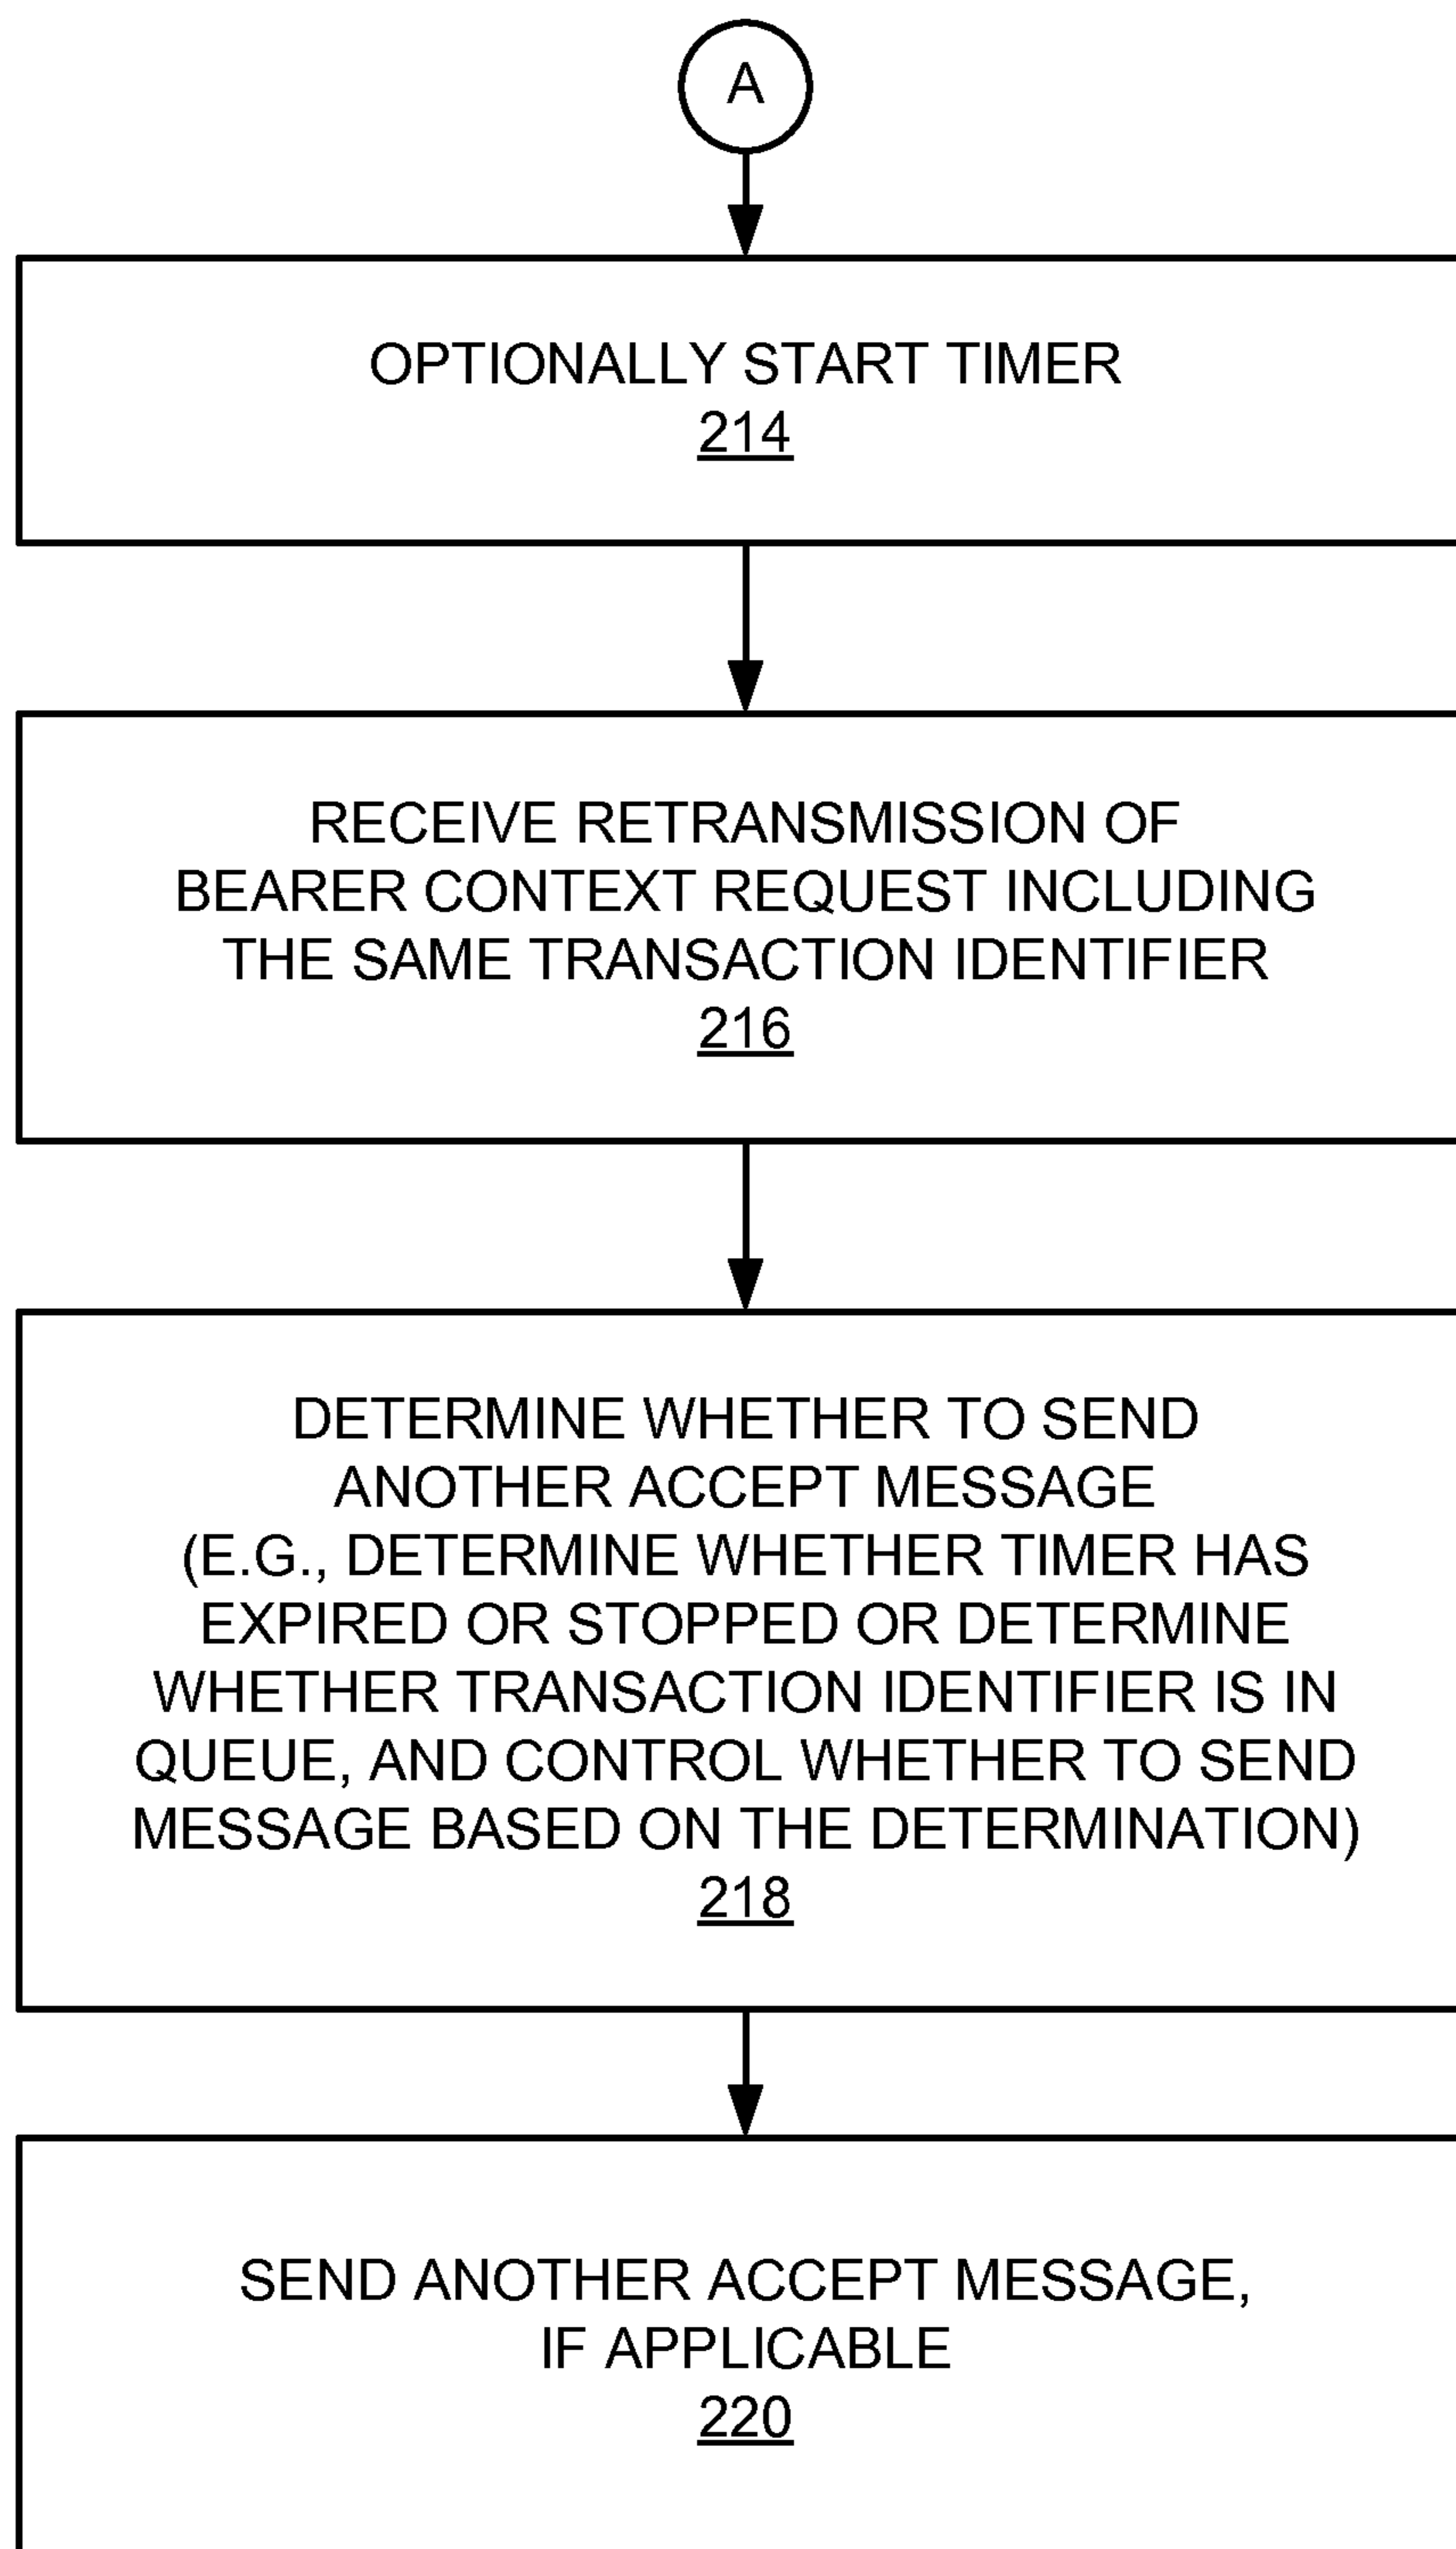 A
OPTIONALLY START TIMER
214
RECEIVE RETRANSMISSION OF
BEARER CONTEXT REQUEST INCLUDING
THE SAME TRANSACTION IDENTIFIER
216
DETERMINE WHETHER TO SEND
ANOTHER ACCEPT MESSAGE
(E.G., DETERMINE WHETHER TIMER HAS
EXPIRED OR STOPPED OR DETERMINE
WHETHER TRANSACTION IDENTIFIER IS IN
QUEUE, AND CONTROL WHETHER TO SEND
MESSAGE BASED ON THE DETERMINATION)
218
SEND ANOTHER ACCEPT MESSAGE,
IF APPLICABLE
220